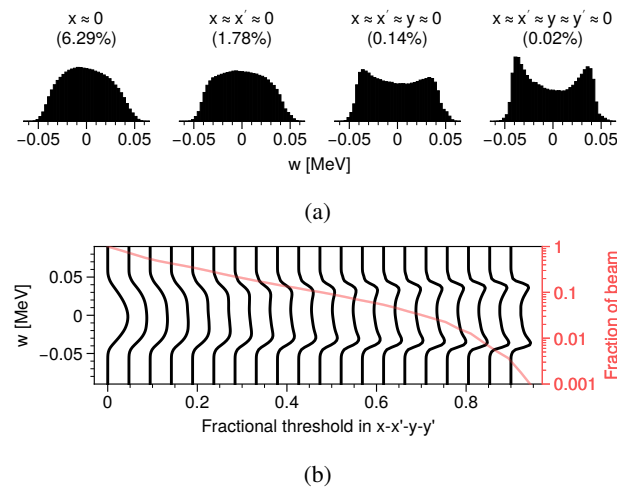 x ≈ 0
(6.29%)
x ≈ x′ ≈ 0
(1.78%)
x ≈ x′ ≈ y ≈ 0
(0.14%)
x ≈ x′ ≈ y ≈ y′ ≈ 0
(0.02%)
−0.05 0 0.05
−0.05 0 0.05
−0.05 0 0.05
−0.05 0 0.05
w [MeV]
(a)
w [MeV]
0.05
0
−0.05
1
0.1
0.01
0.001
Fraction of beam
0 0.2 0.4 0.6 0.8
Fractional threshold in x-x'-y-y'
(b)